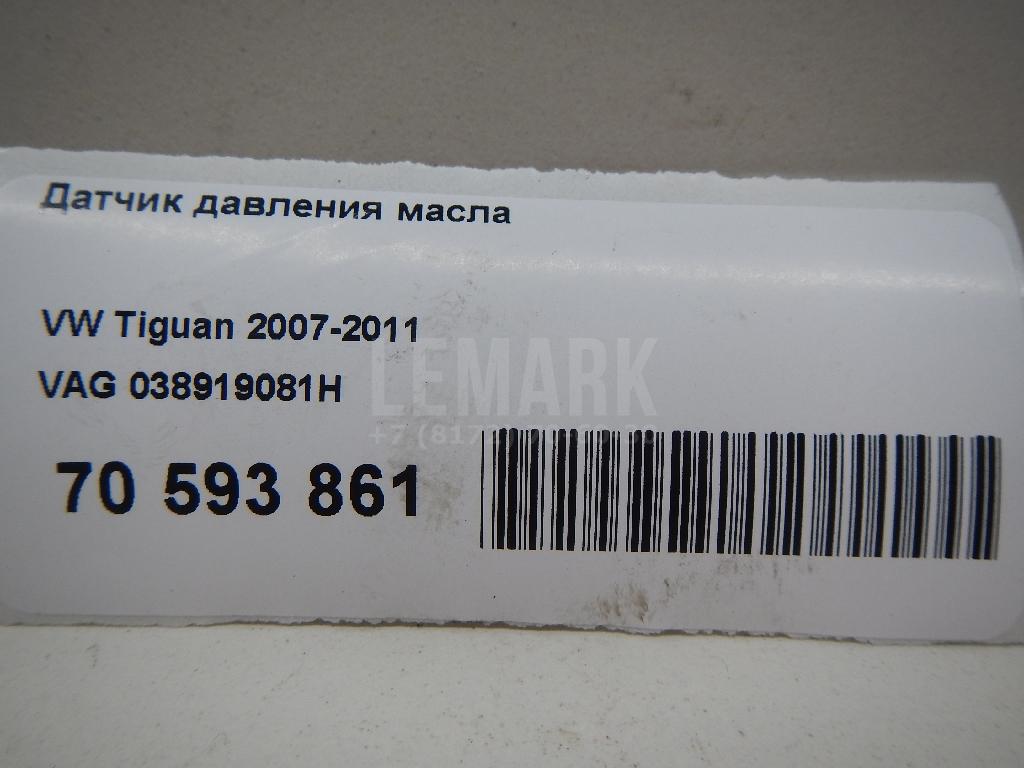 Датчик давления масла
VW Tiguan 2007-2011
LEMARK
VAG 038919081H
70 593 861